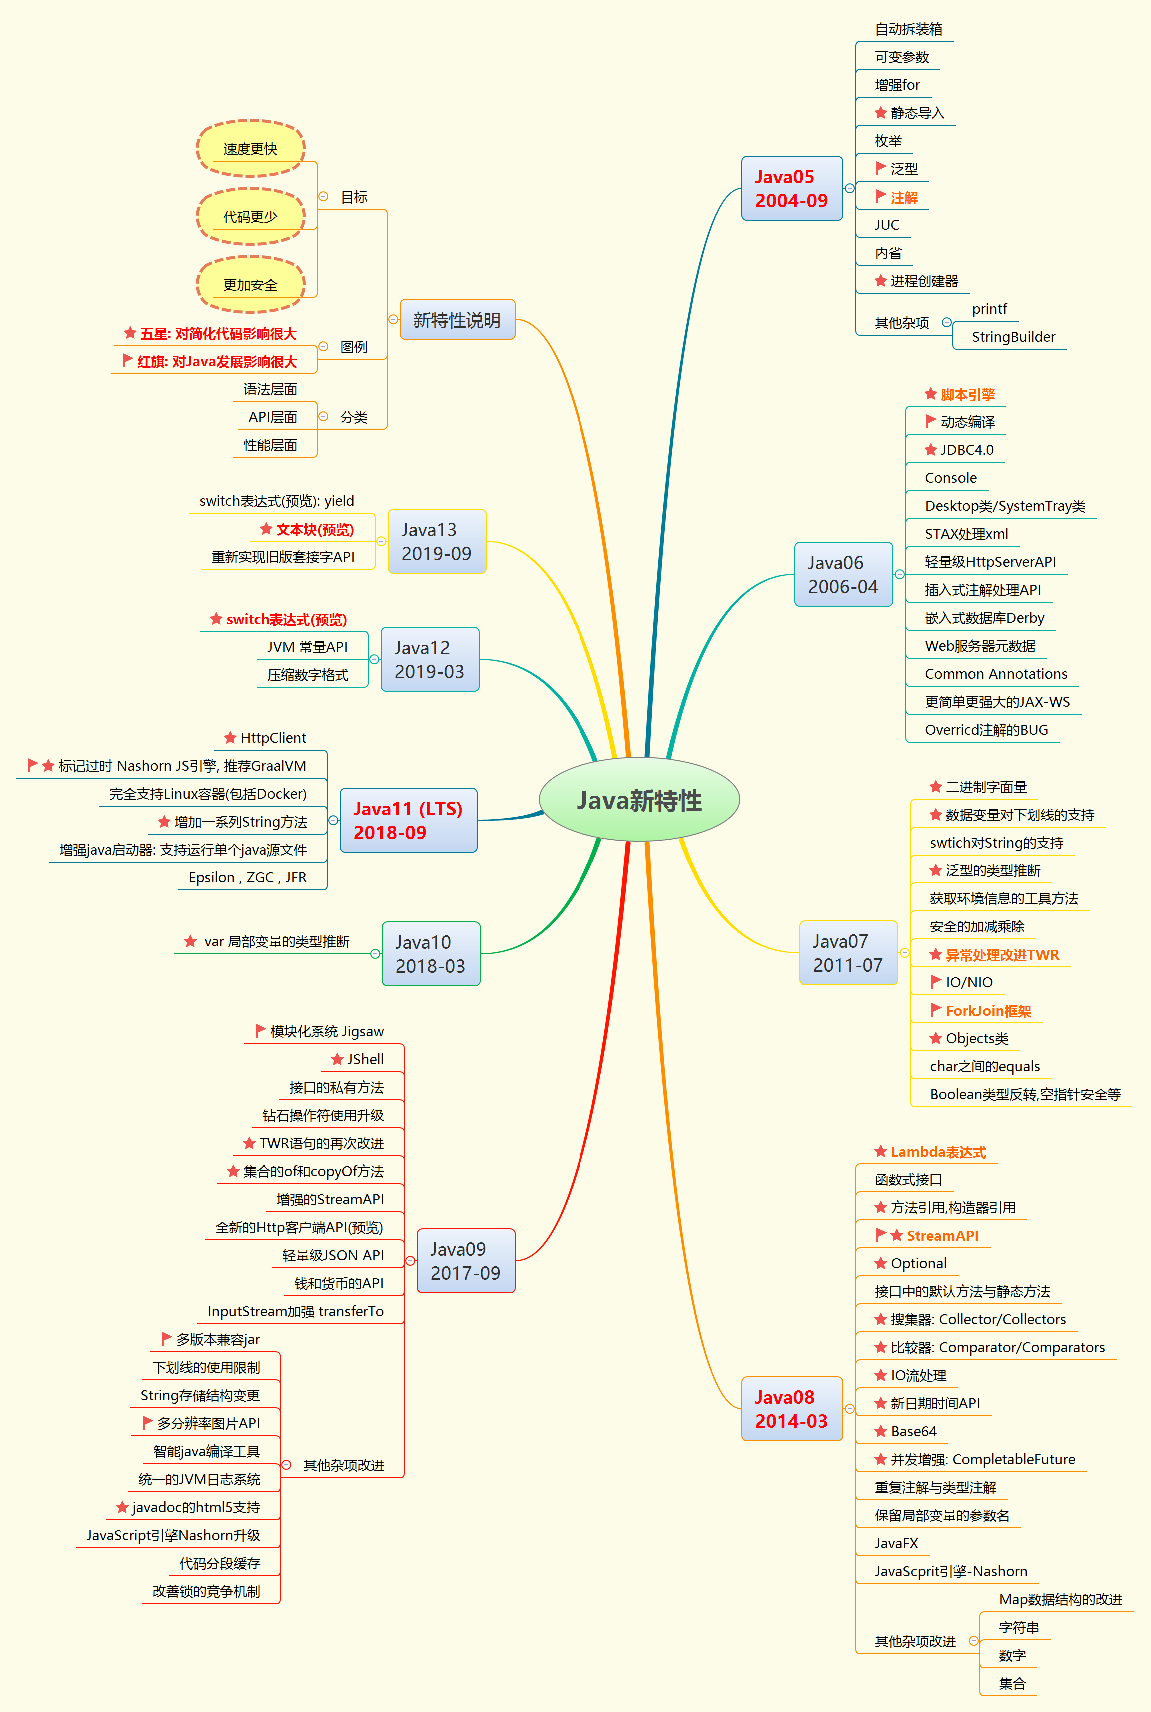 Java新特性
新特性说明
目标
速度更快
代码更少
更加安全
图例
五星: 对简化代码影响很大
红旗: 对Java发展影响很大
分类
语法层面
API层面
性能层面
Java13
2019-09
switch表达式(预览): yield
文本块(预览)
重新实现旧版套接字API
Java12
2019-03
switch表达式(预览)
JVM 常量API
压缩数字格式
Java11 (LTS)
2018-09
HttpClient
标记过时 Nashorn JS引擎, 推荐GraalVM
完全支持Linux容器(包括Docker)
增加一系列String方法
增强java启动器: 支持运行单个java源文件
Epsilon , ZGC , JFR
Java10
2018-03
var 局部变量的类型推断
Java09
2017-09
模块化系统 Jigsaw
JShell
接口的私有方法
钻石操作符使用升级
TWR语句的再次改进
集合的of和copyOf方法
增强的StreamAPI
全新的Http客户端API(预览)
轻量级JSON API
钱和货币的API
InputStream加强 transferTo
其他杂项改进
多版本兼容jar
下划线的使用限制
String存储结构变更
多分辨率图片API
智能java编译工具
统一的JVM日志系统
javadoc的html5支持
JavaScript引擎Nashorn升级
代码分段缓存
改善锁的竞争机制
Java05
2004-09
自动拆装箱
可变参数
增强for
静态导入
枚举
泛型
注解
JUC
内省
进程创建器
其他杂项
printf
StringBuilder
Java06
2006-04
脚本引擎
动态编译
JDBC4.0
Console
Desktop类/SystemTray类
STAX处理xml
轻量级HttpServerAPI
插入式注解处理API
嵌入式数据库Derby
Web服务器元数据
Common Annotations
更简单更强大的JAX-WS
Overricd注解的BUG
Java07
2011-07
二进制字面量
数据变量对下划线的支持
swtich对String的支持
泛型的类型推断
获取环境信息的工具方法
安全的加减乘除
异常处理改进TWR
IO/NIO
ForkJoin框架
Objects类
char之间的equals
Boolean类型反转,空指针安全等
Java08
2014-03
Lambda表达式
函数式接口
方法引用,构造器引用
StreamAPI
Optional
接口中的默认方法与静态方法
搜集器: Collector/Collectors
比较器: Comparator/Comparators
IO流处理
新日期时间API
Base64
并发增强: CompletableFuture
重复注解与类型注解
保留局部变量的参数名
JavaFX
JavaScprit引擎-Nashorn
其他杂项改进
Map数据结构的改进
字符串
数字
集合